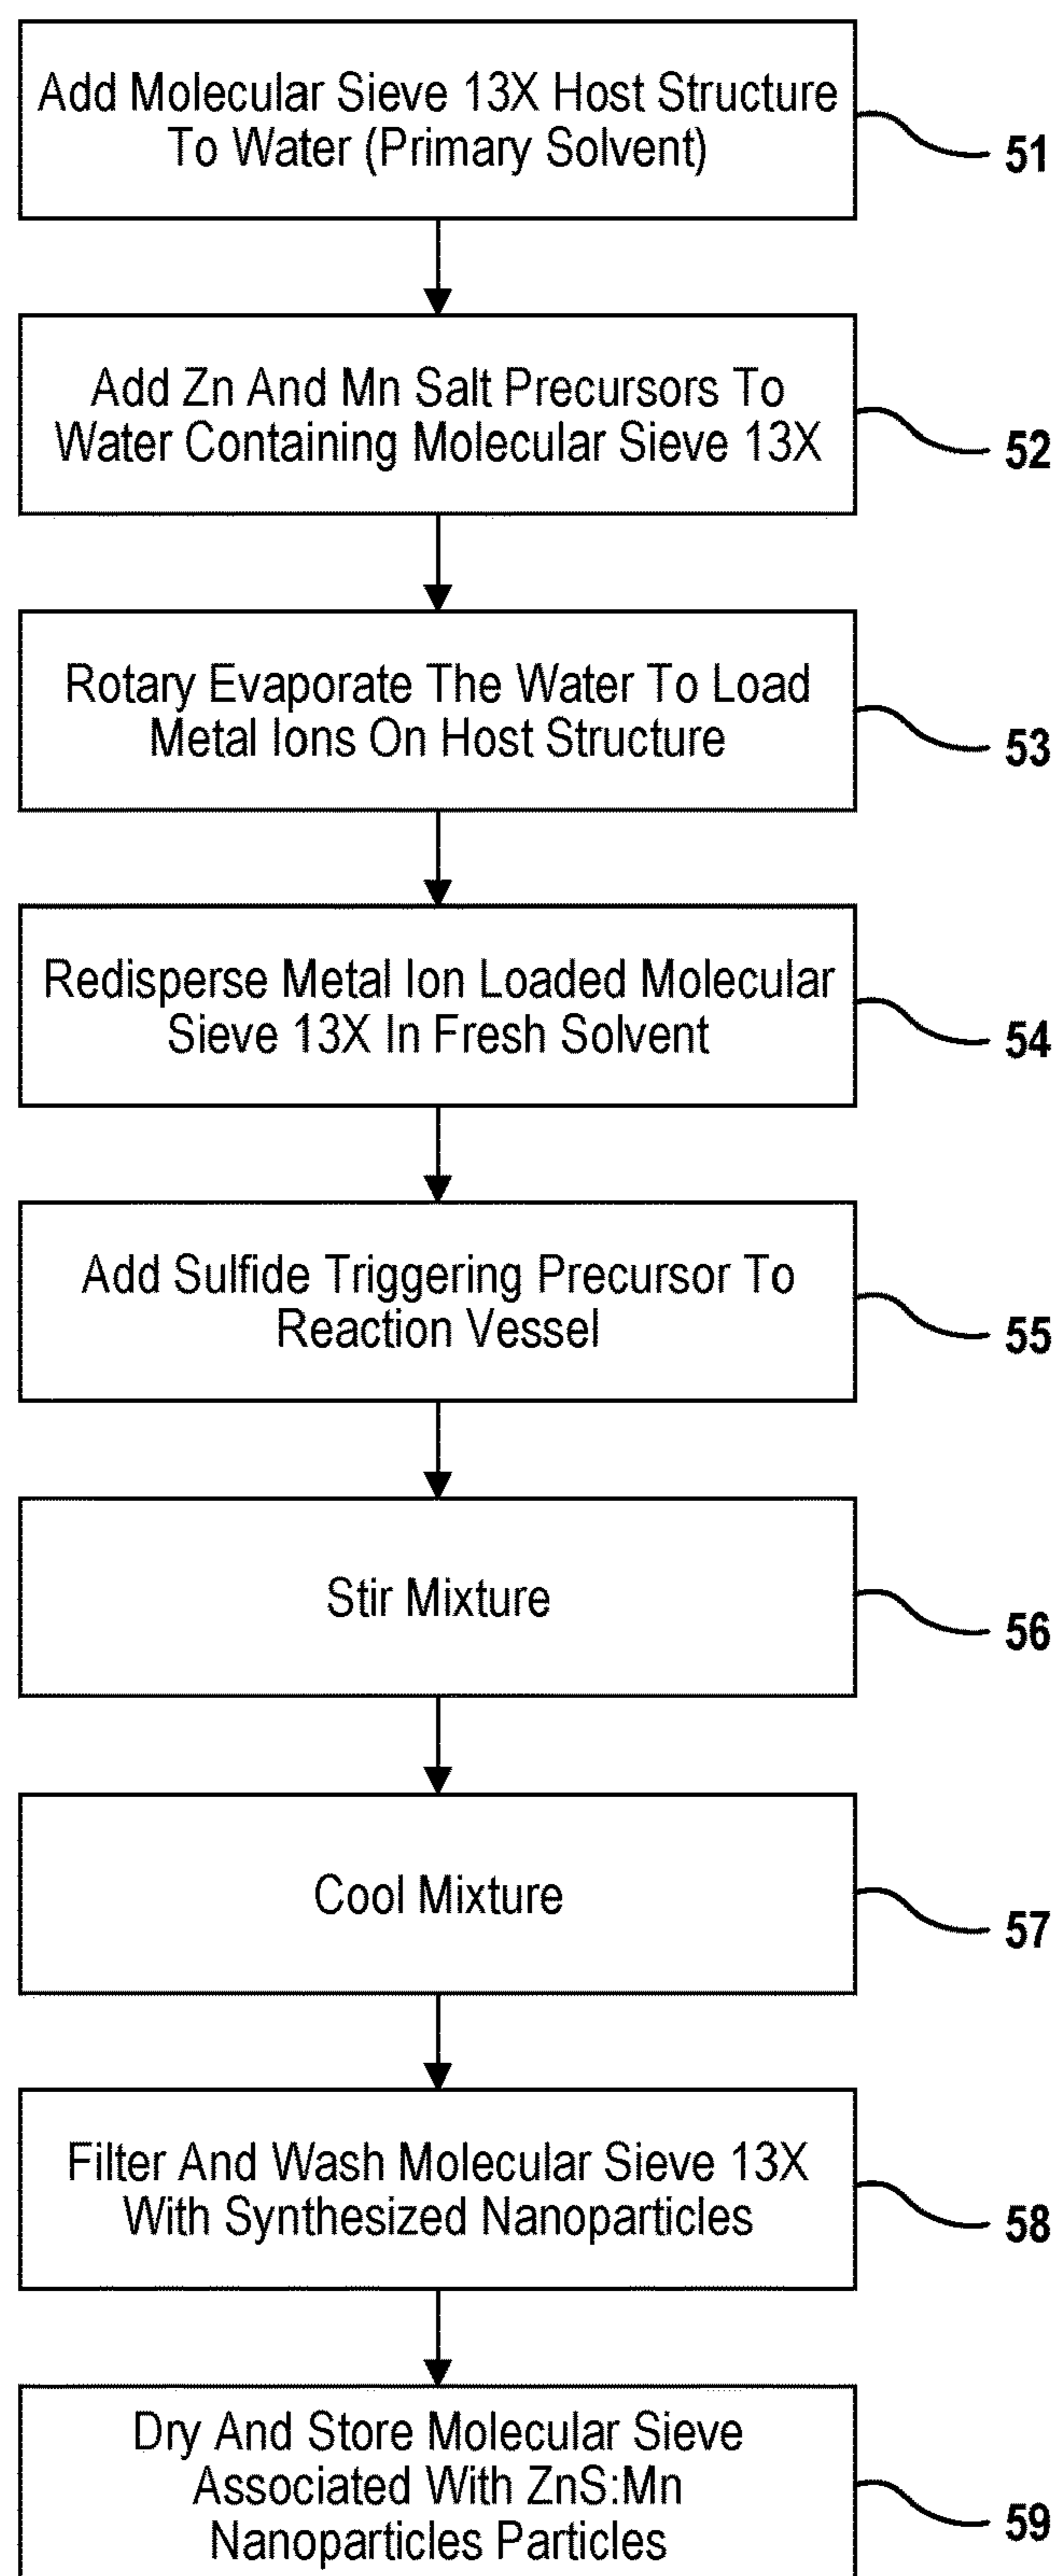 Add Molecular Sieve 13X Host Structure
To Water (Primary Solvent)
51
Add Zn And Mn Salt Precursors To
Water Containing Molecular Sieve 13X
52
Rotary Evaporate The Water To Load
Metal Ions On Host Structure
53
Redisperse Metal Ion Loaded Molecular
Sieve 13X In Fresh Solvent
54
Add Sulfide Triggering Precursor To
Reaction Vessel
55
Stir Mixture
56
Cool Mixture
57
Filter And Wash Molecular Sieve 13X
With Synthesized Nanoparticles
58
Dry And Store Molecular Sieve
Associated With ZnS:Mn
Nanoparticles Particles
59